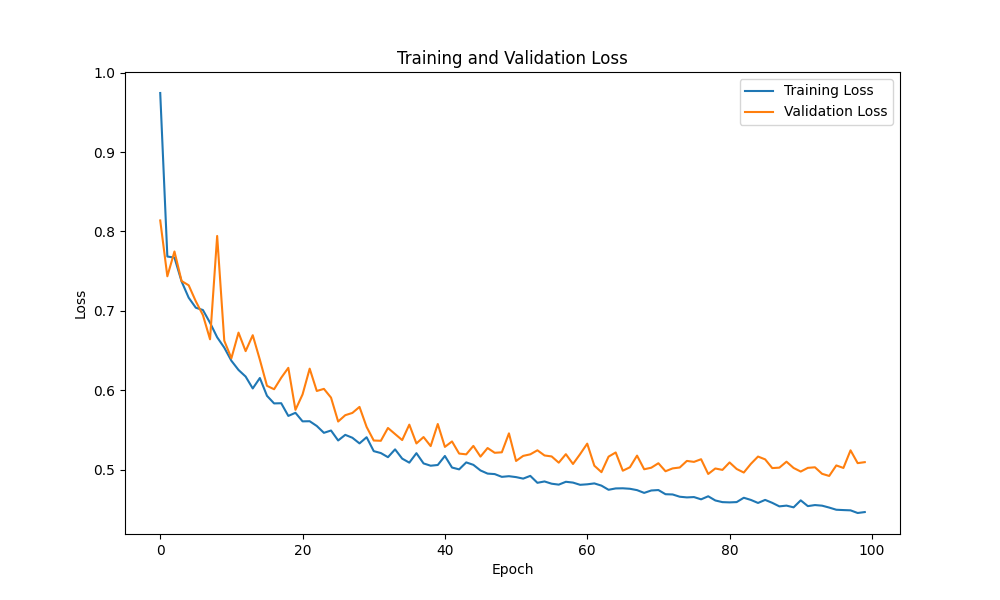 Training and Validation Loss
Training Loss
Validation Loss
1.0
0.9
0.8
0.7
0.6
0.5
Loss
0 20 40 60 80 100
Epoch